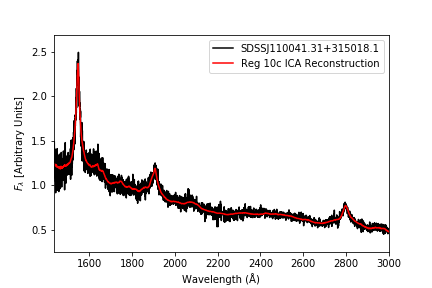 SDSSJ110041.31+315018.1
Reg 10c ICA Reconstruction
2.5
2.0
1.5
1.0
0.5
F_λ [Arbitrary Units]
1600 1800 2000 2200 2400 2600 2800 3000
Wavelength (Å)